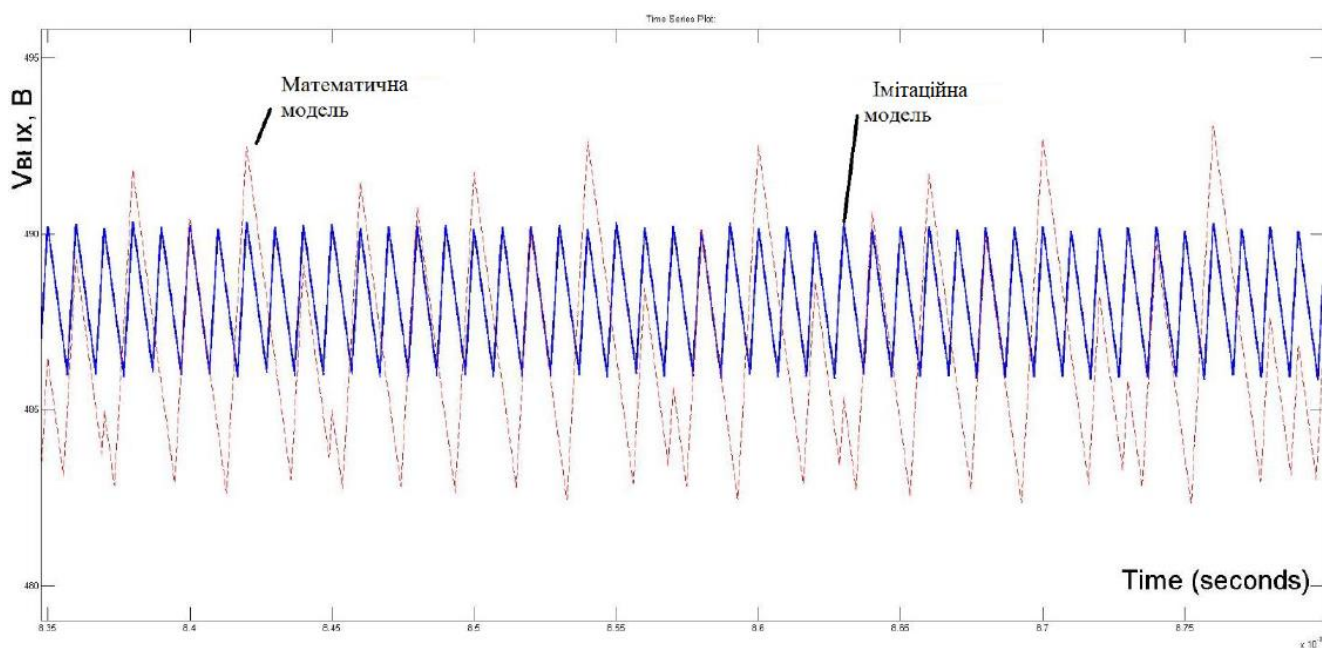 Time Series Plot:
495
490
485
480
VВЫХ, В
Математична
модель
Імітаційна
модель
Time (seconds)
8.35
8.4
8.45
8.5
8.55
8.6
8.65
8.7
8.75